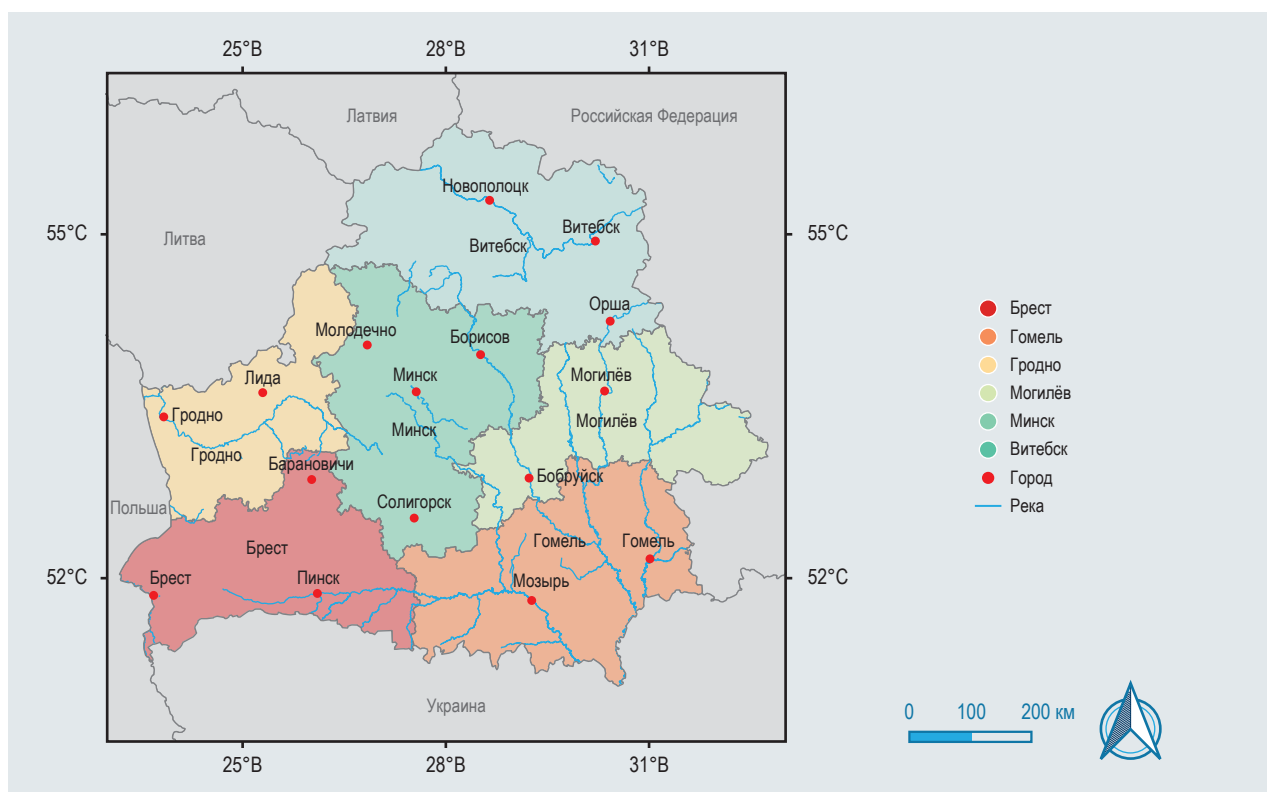 25°В 28°В 31°В
Латвия Российская Федерация
Новополоцк
Витебск
55°С Литва Витебск 55°С
Орша
Молодечно Борисов
Лида Минск Могилёв
Гродно Минск Могилёв
Гродно
Барановичи Бобруйск
Солигорск
Польша
Брест Гомель Гомель
52°С Брест Пинск Мозырь 52°С
Украина
25°В 28°В 31°В
Брест
Гомель
Гродно
Могилёв
Минск
Витебск
Город
Река
0 100 200 км